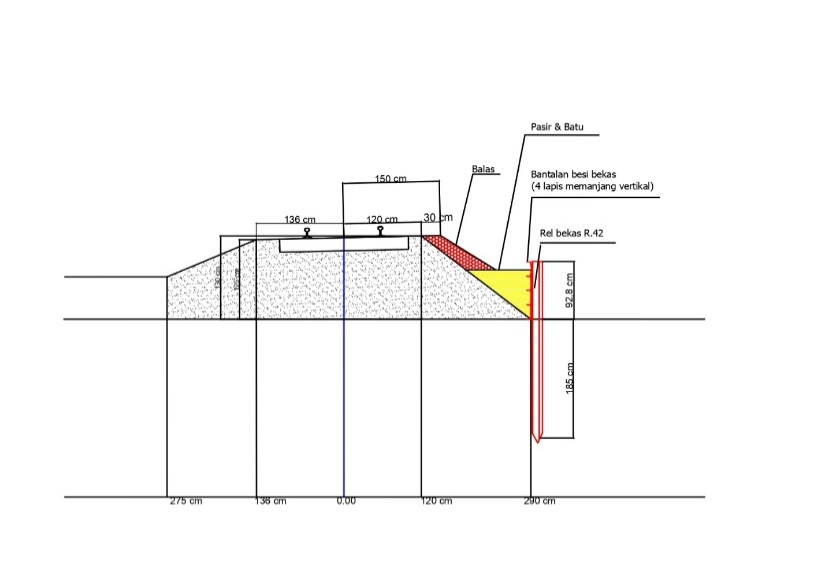 Pasir & Batu
Balas
Bantalan besi bekas
(4 lapis memanjang vertikal)
150 cm
136 cm
120 cm
30 cm
Rel bekas R.42
92,8 cm
185 cm
275 cm
136 cm
0.00
120 cm
290 cm